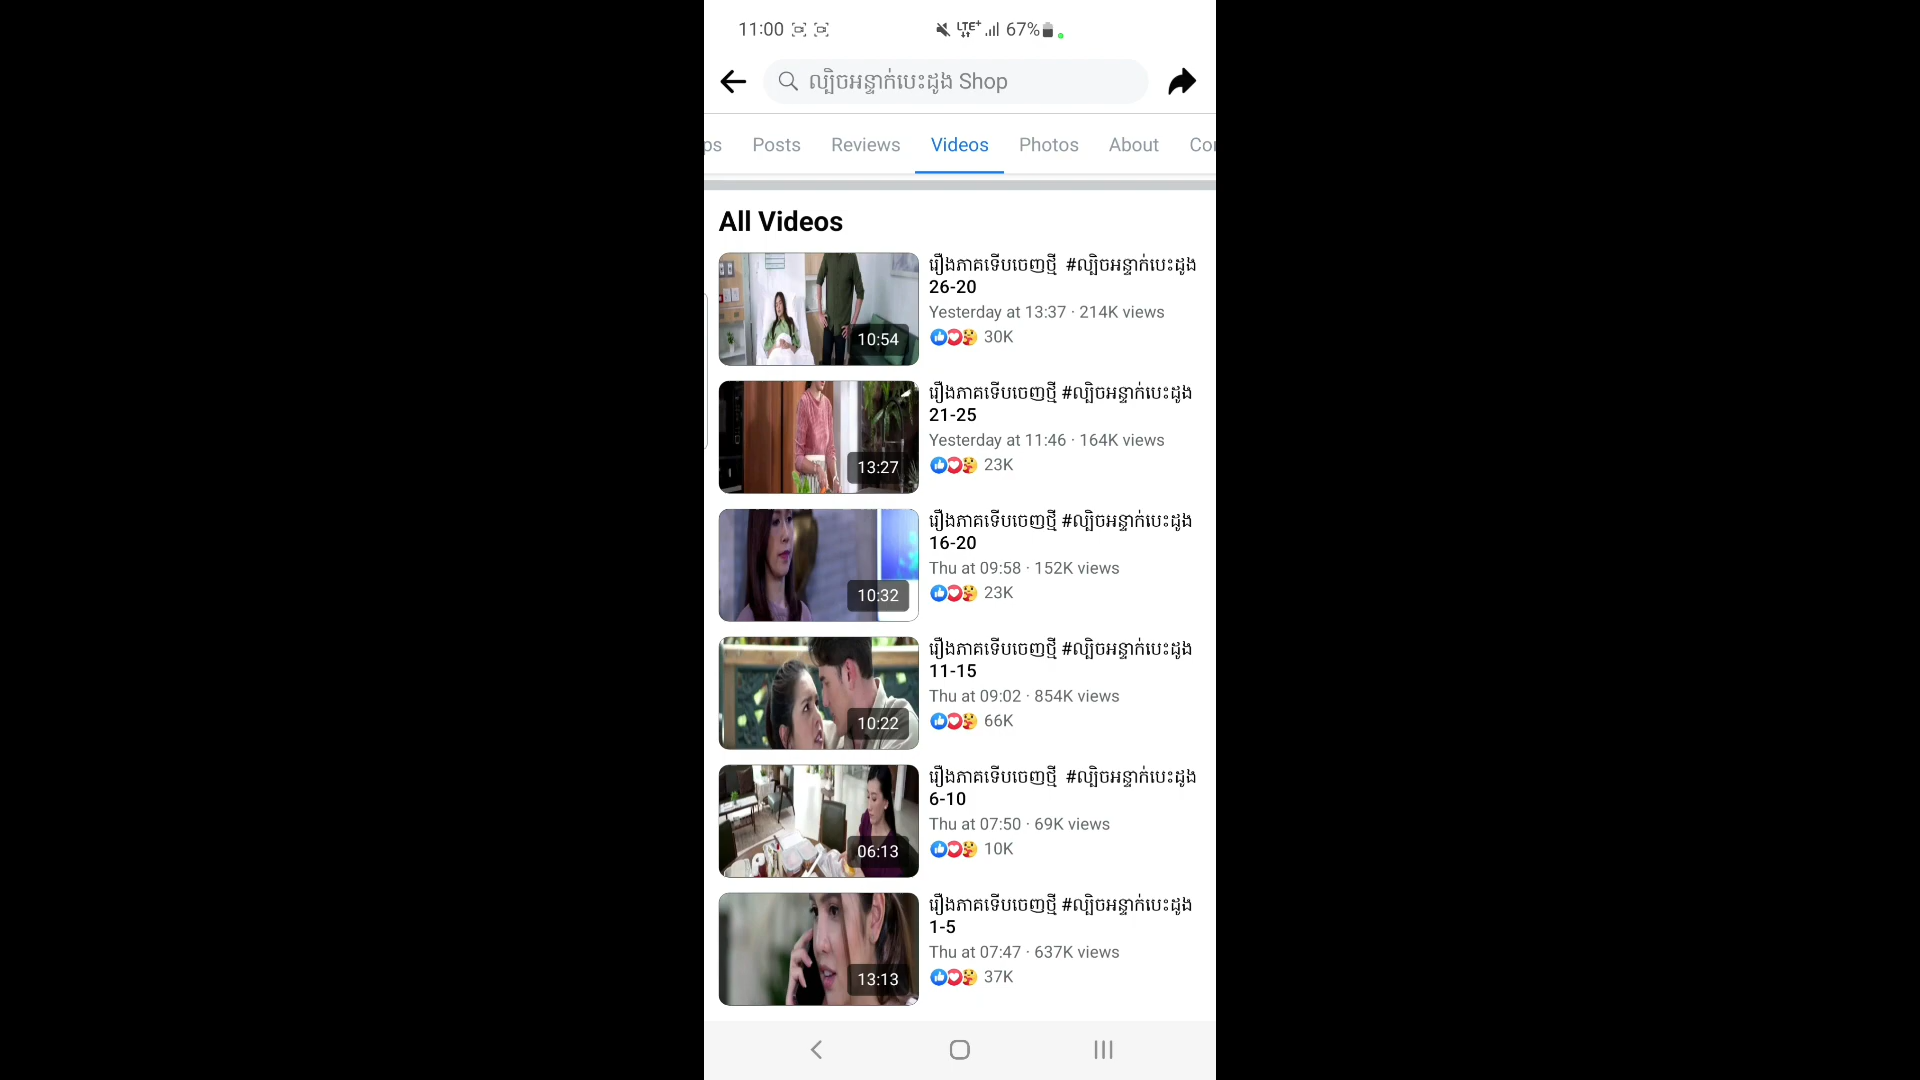 11:00 LTE+ 67%
ល្បិចអន្ទាក់បេះដូង Shop
ps Posts Reviews Videos Photos About Co
All Videos
រឿងភាគទើបចេញថ្មី #ល្បិចអន្ទាក់បេះដូង
26-20
Yesterday at 13:37 · 214K views
10:54
30K
រឿងភាគទើបចេញថ្មី #ល្បិចអន្ទាក់បេះដូង
21-25
Yesterday at 11:46 · 164K views
13:27
23K
រឿងភាគទើបចេញថ្មី #ល្បិចអន្ទាក់បេះដូង
16-20
Thu at 09:58 · 152K views
10:32
23K
រឿងភាគទើបចេញថ្មី #ល្បិចអន្ទាក់បេះដូង
11-15
Thu at 09:02 · 854K views
10:22
66K
រឿងភាគទើបចេញថ្មី #ល្បិចអន្ទាក់បេះដូង
6-10
Thu at 07:50 · 69K views
06:13
10K
រឿងភាគទើបចេញថ្មី #ល្បិចអន្ទាក់បេះដូង
1-5
Thu at 07:47 · 637K views
13:13
37K